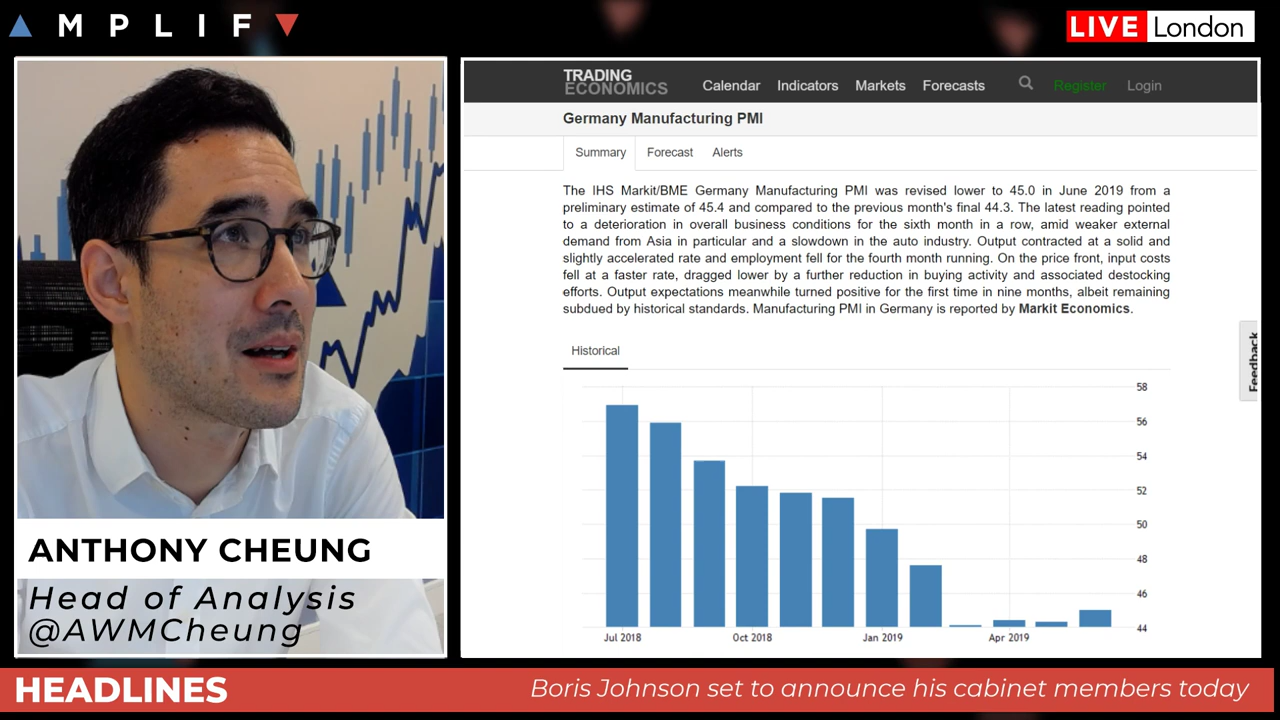 MPLIF
LIVE London
TRADING
ECONOMICS
Calendar Indicators Markets Forecasts Register Login
Germany Manufacturing PMI
Summary Forecast Alerts
The IHS Markit/BME Germany Manufacturing PMI was revised lower to 45.0 in June 2019 from a
preliminary estimate of 45.4 and compared to the previous month's final 44.3. The latest reading pointed
to a deterioration in overall business conditions for the sixth month in a row, amid weaker external
demand from Asia in particular and a slowdown in the auto industry. Output contracted at a solid and
slightly accelerated rate and employment fell for the fourth month running. On the price front, input costs
fell at a faster rate, dragged lower by a further reduction in buying activity and associated destocking
efforts. Output expectations meanwhile turned positive for the first time in nine months, albeit remaining
subdued by historical standards. Manufacturing PMI in Germany is reported by Markit Economics.
Feedback
Historical
58
56
54
52
50
48
46
44
Jul 2018 Oct 2018 Jan 2019 Apr 2019
ANTHONY CHEUNG
Head of Analysis
@AWMCheung
HEADLINES
Boris Johnson set to announce his cabinet members today